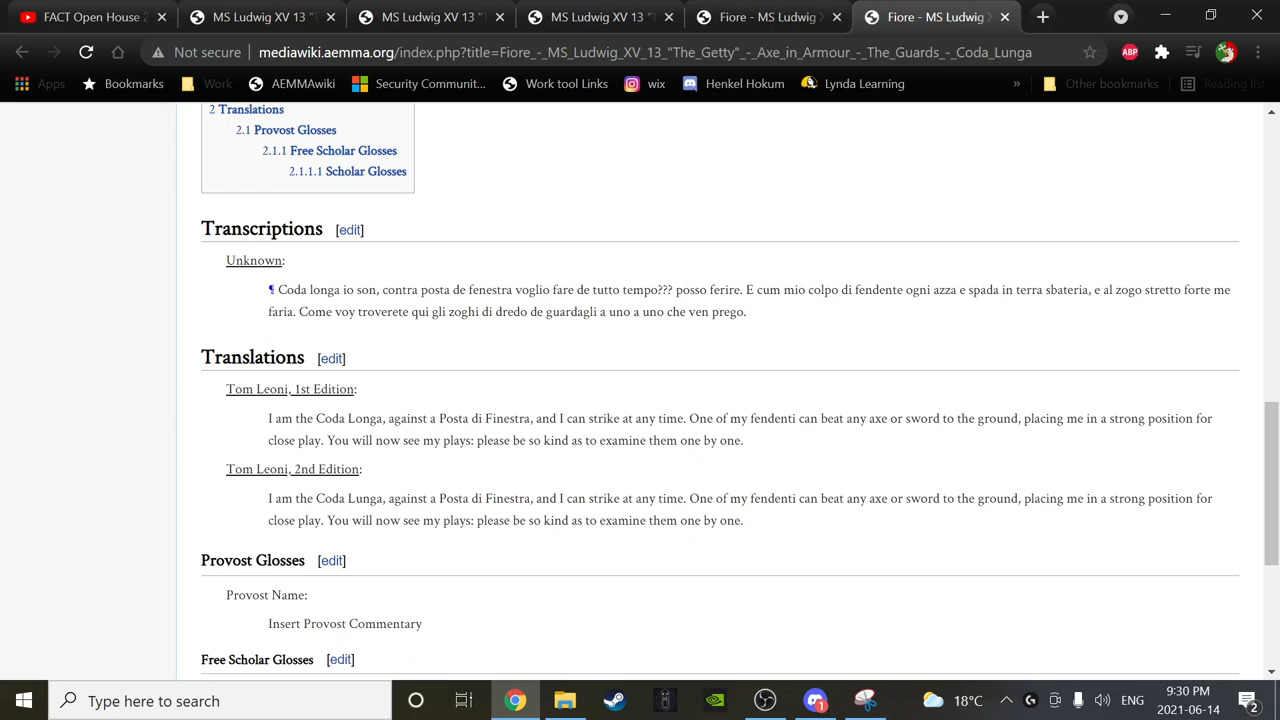 FACT Open House 2
MS Ludwig XV 13 "T
MS Ludwig XV 13 "T
MS Ludwig XV 13 "T
Fiore - MS Ludwig
Fiore - MS Ludwig
Not secure
mediawiki.aemma.org/index.php?title=Fiore_-_MS_Ludwig_XV_13_"The_Getty"_-_Axe_in_Armour_-_The_Guards_-_Coda_Lunga
ABP
Apps
Bookmarks
Work
AEMMAwiki
Security Communit...
Work tool Links
wix
Henkel Hokum
Lynda Learning
»
Other bookmarks
Reading list
2 Translations
2.1 Provost Glosses
2.1.1 Free Scholar Glosses
2.1.1.1 Scholar Glosses
Transcriptions [edit]
Unknown:
¶ Coda longa io son, contra posta de fenestra voglio fare de tutto tempo??? posso ferire. E cum mio colpo di fendente ogni azza e spada in terra sbateria, e al zogo stretto forte me
faria. Come voy troverete qui gli zoghi di dredo de guardagli a uno a uno che ven prego.
Translations [edit]
Tom Leoni, 1st Edition:
I am the Coda Longa, against a Posta di Finestra, and I can strike at any time. One of my fendenti can beat any axe or sword to the ground, placing me in a strong position for
close play. You will now see my plays: please be so kind as to examine them one by one.
Tom Leoni, 2nd Edition:
I am the Coda Lunga, against a Posta di Finestra, and I can strike at any time. One of my fendenti can beat any axe or sword to the ground, placing me in a strong position for
close play. You will now see my plays: please be so kind as to examine them one by one.
Provost Glosses [edit]
Provost Name:
Insert Provost Commentary
Free Scholar Glosses [edit]
Type here to search
1
18°C
ENG
9:30 PM
2021-06-14
2